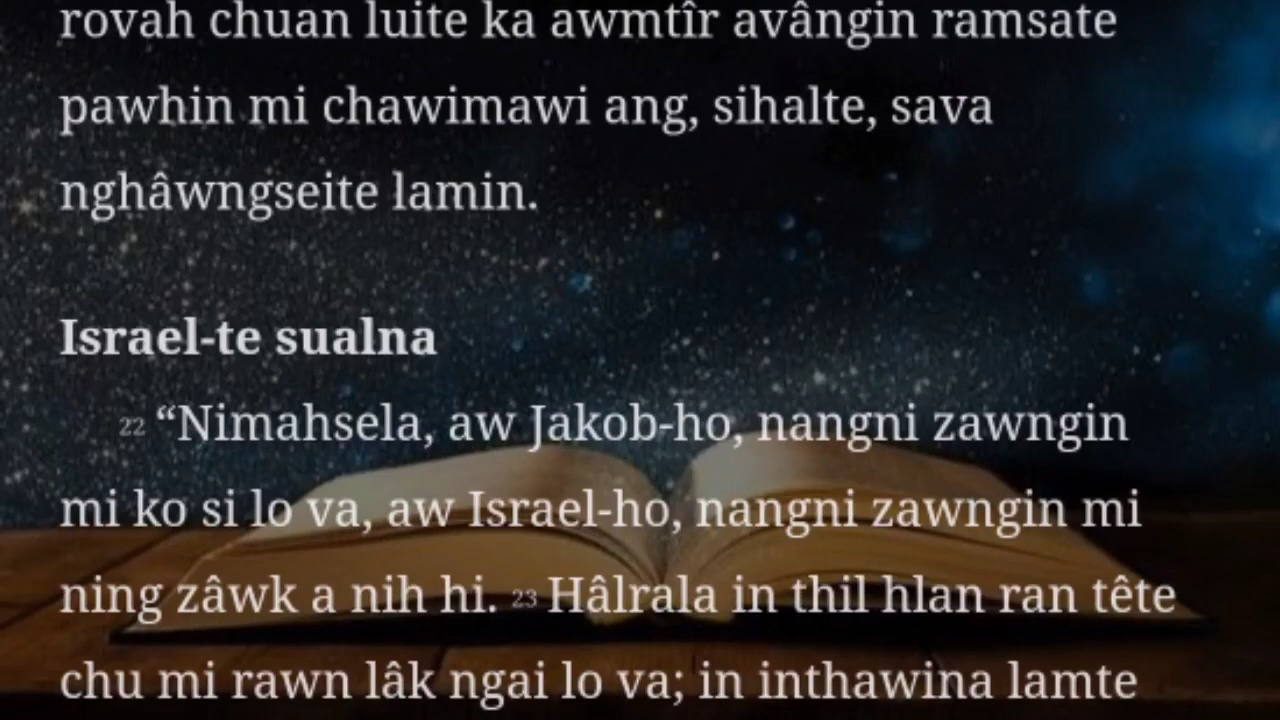 rovah chuan luite ka awmtîr avângin ramsate
pawhin mi chawimawi ang, sihalte, sava
nghâwngseite lamin.
Israel-te sualna
22 “Nimahsela, aw Jakob-ho, nangni zawngin
mi ko si lo va, aw Israel-ho, nangni zawngin mi
ning zâwk a nih hi. 23 Hâlrala in thil hlan ran tête
chu mi rawn lâk ngai lo va; in inthawina lamte